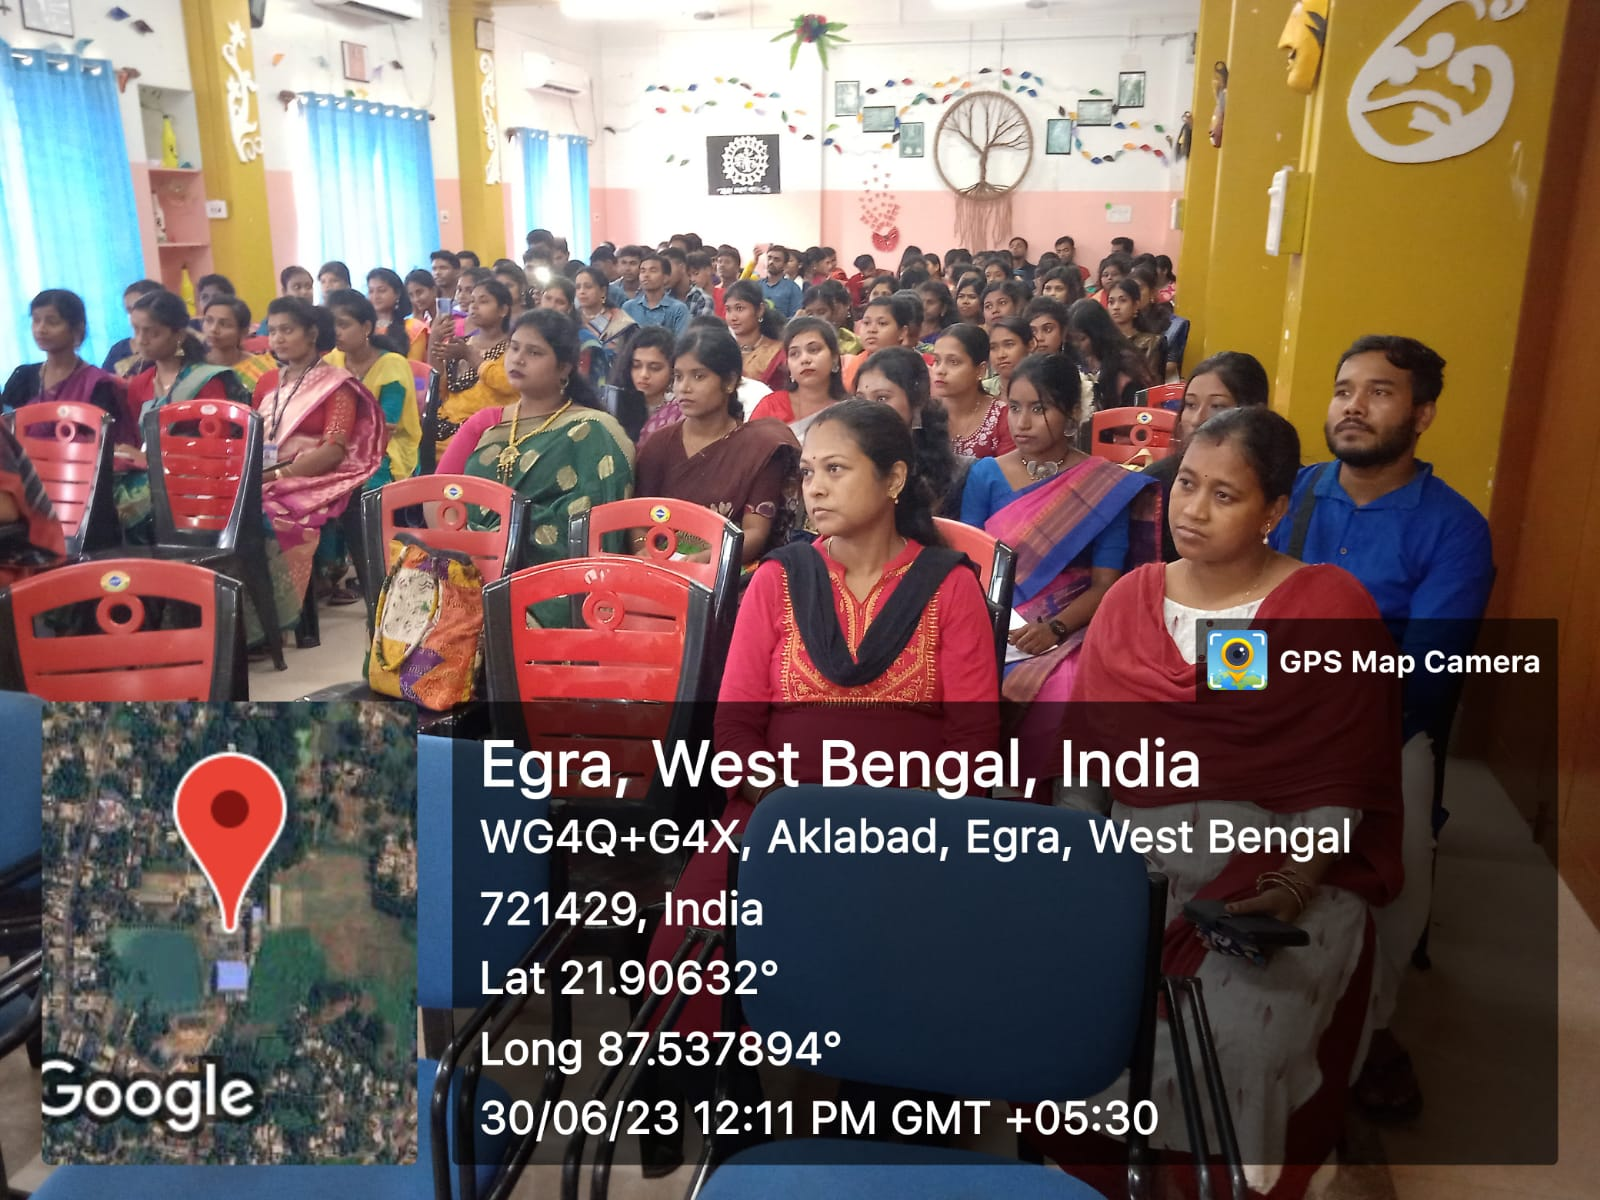 GPS Map Camera
Egra, West Bengal, India
WG4Q+G4X, Aklabad, Egra, West Bengal
721429, India
Lat 21.90632°
Long 87.537894°
30/06/23 12:11 PM GMT +05:30
Google